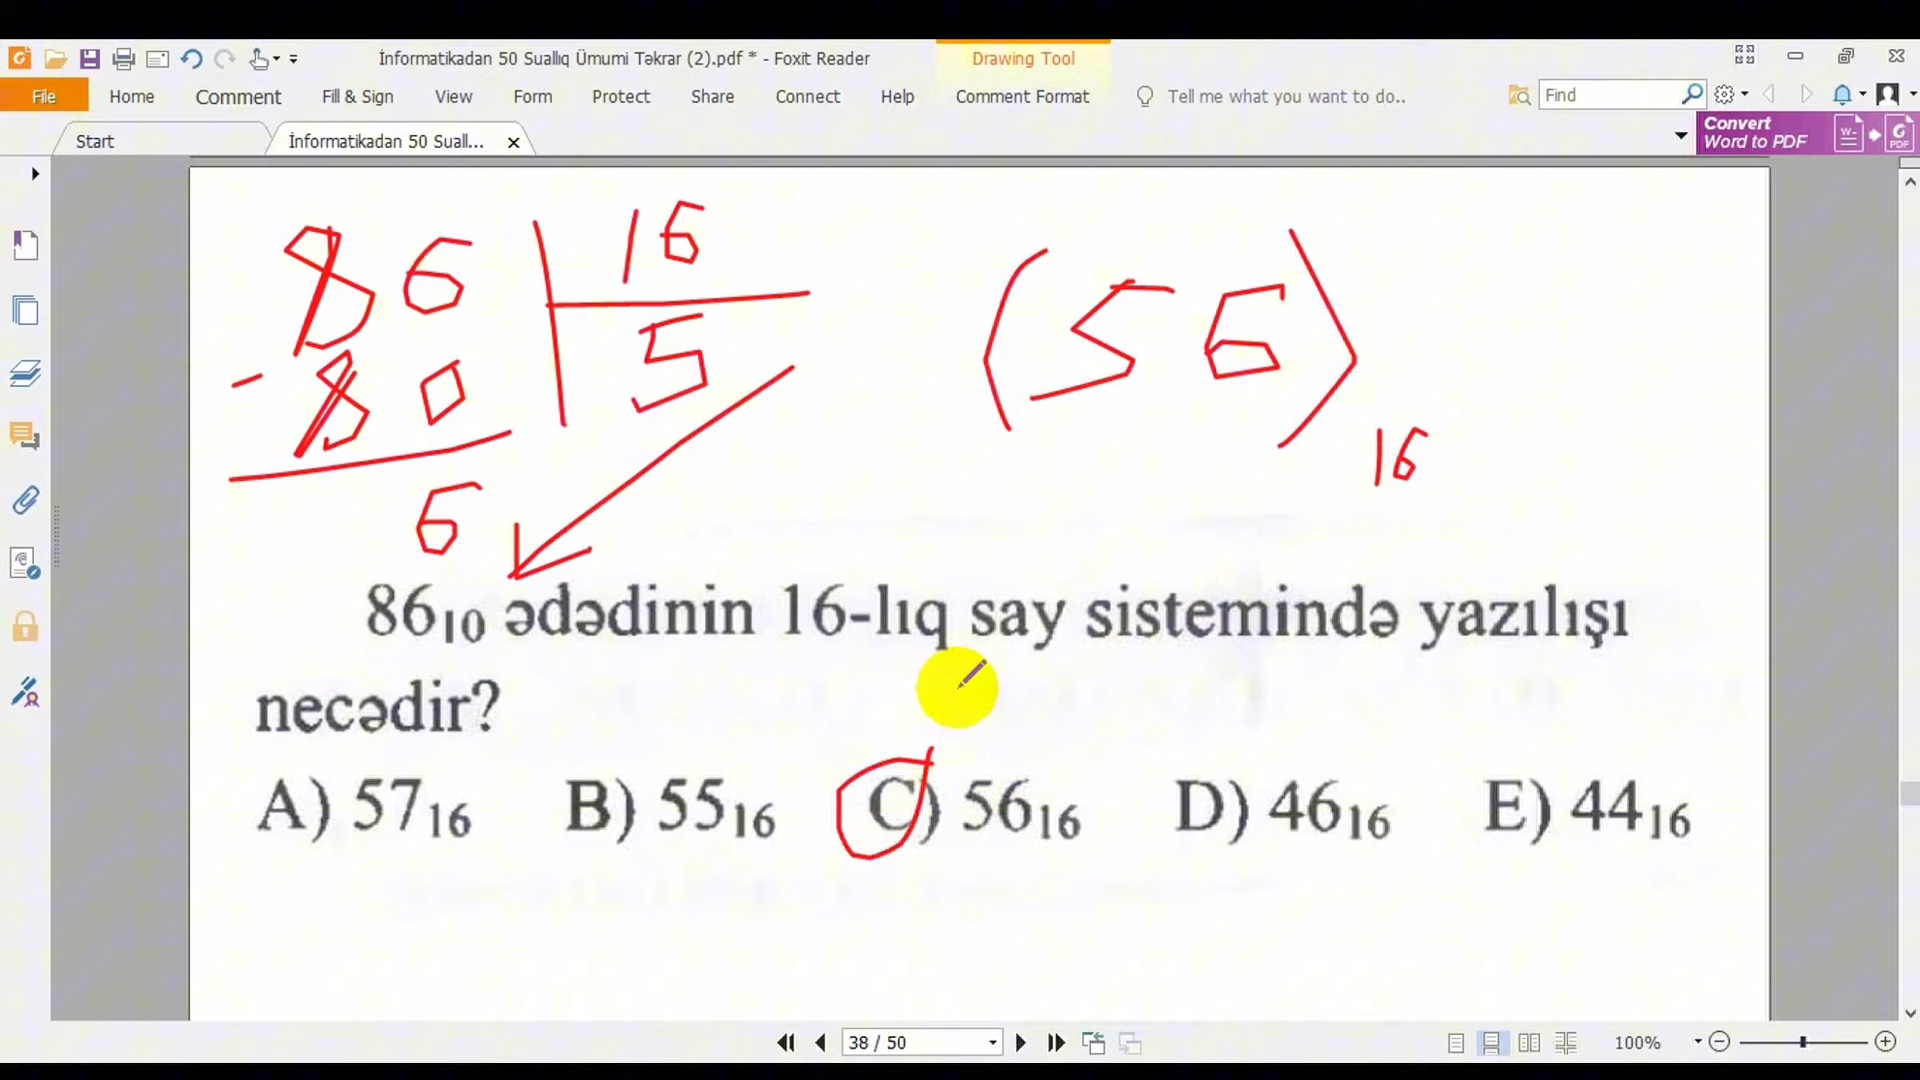 İnformatikadan 50 Suallıq Ümumi Təkrar (2).pdf * - Foxit Reader
Drawing Tool
File Home Comment Fill & Sign View Form Protect Share Connect Help Comment Format Tell me what you want to do.. Find
Start İnformatikadan 50 Suall...
Convert
Word to PDF
86 16
- 80 5
6
(56)16
86₁₀ ədədinin 16-lıq say sistemində yazılışı
necədir?
A) 57₁₆ B) 55₁₆ C) 56₁₆ D) 46₁₆ E) 44₁₆
38 / 50 100%